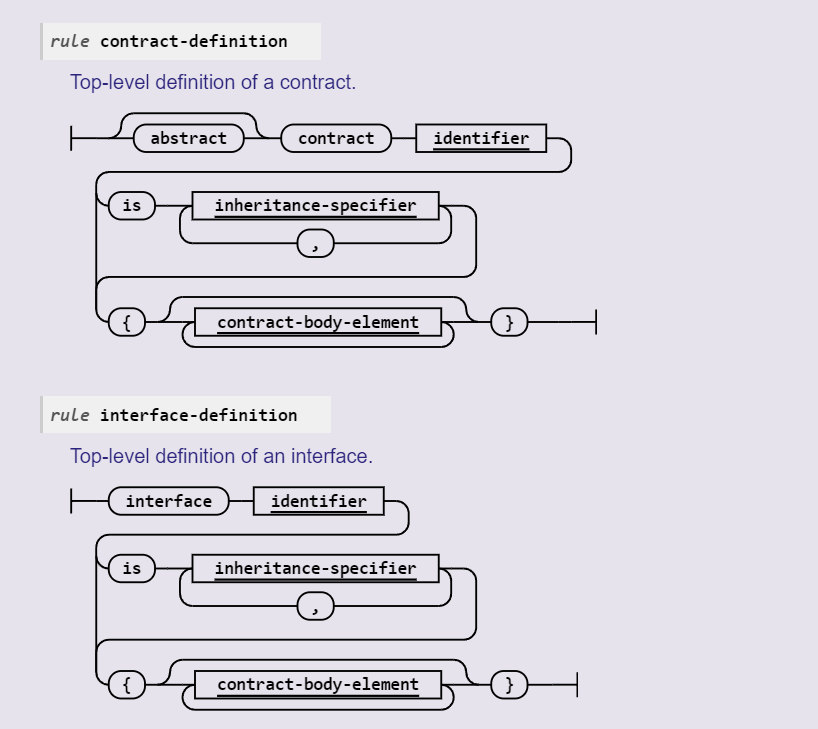 rule contract-definition
Top-level definition of a contract.
abstract contract identifier
is inheritance-specifier
,
{ contract-body-element }
rule interface-definition
Top-level definition of an interface.
interface identifier
is inheritance-specifier
,
{ contract-body-element }